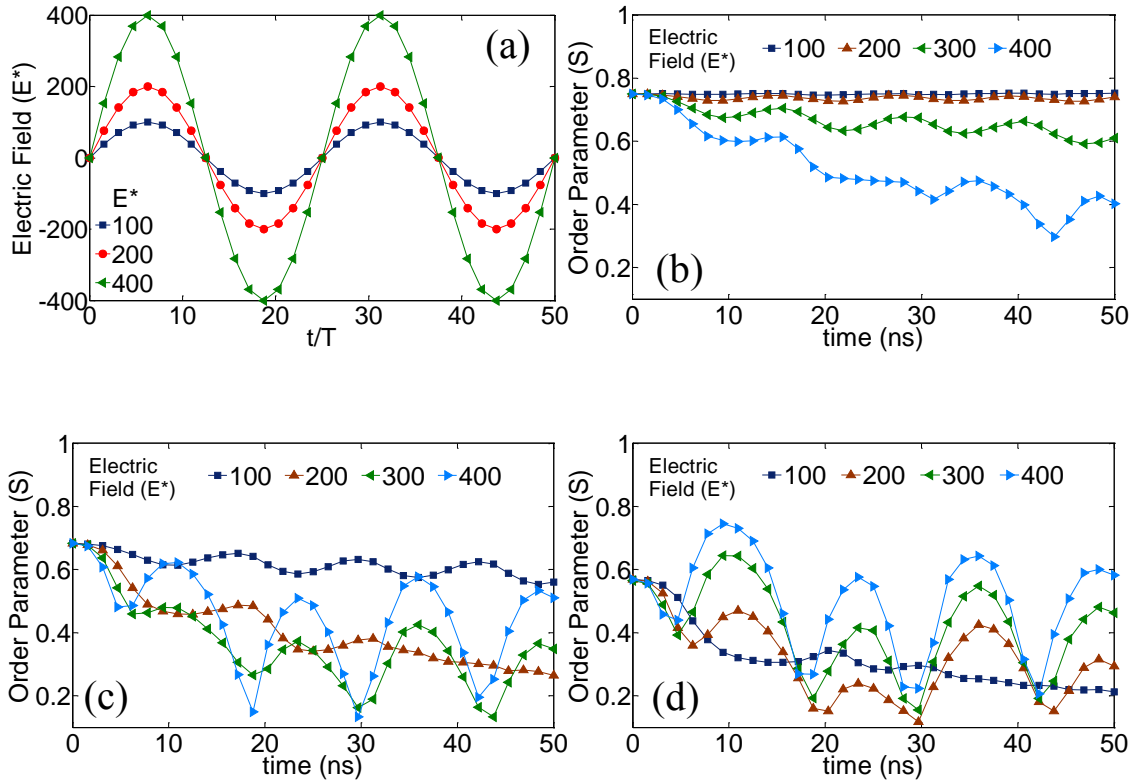 (a)
Electric Field (E*)
400
200
0
-200
-400
E*
100
200
400
0 10 20 30 40 50
t/T
(b)
Electric
Field (E*)
100 200 300 400
Order Parameter (S)
1
0.8
0.6
0.4
0.2
0 10 20 30 40 50
time (ns)
(c)
Electric
Field (E*)
100 200 300 400
Order Parameter (S)
1
0.8
0.6
0.4
0.2
0 10 20 30 40 50
time (ns)
(d)
Electric
Field (E*)
100 200 300 400
Order Parameter (S)
1
0.8
0.6
0.4
0.2
0 10 20 30 40 50
time (ns)